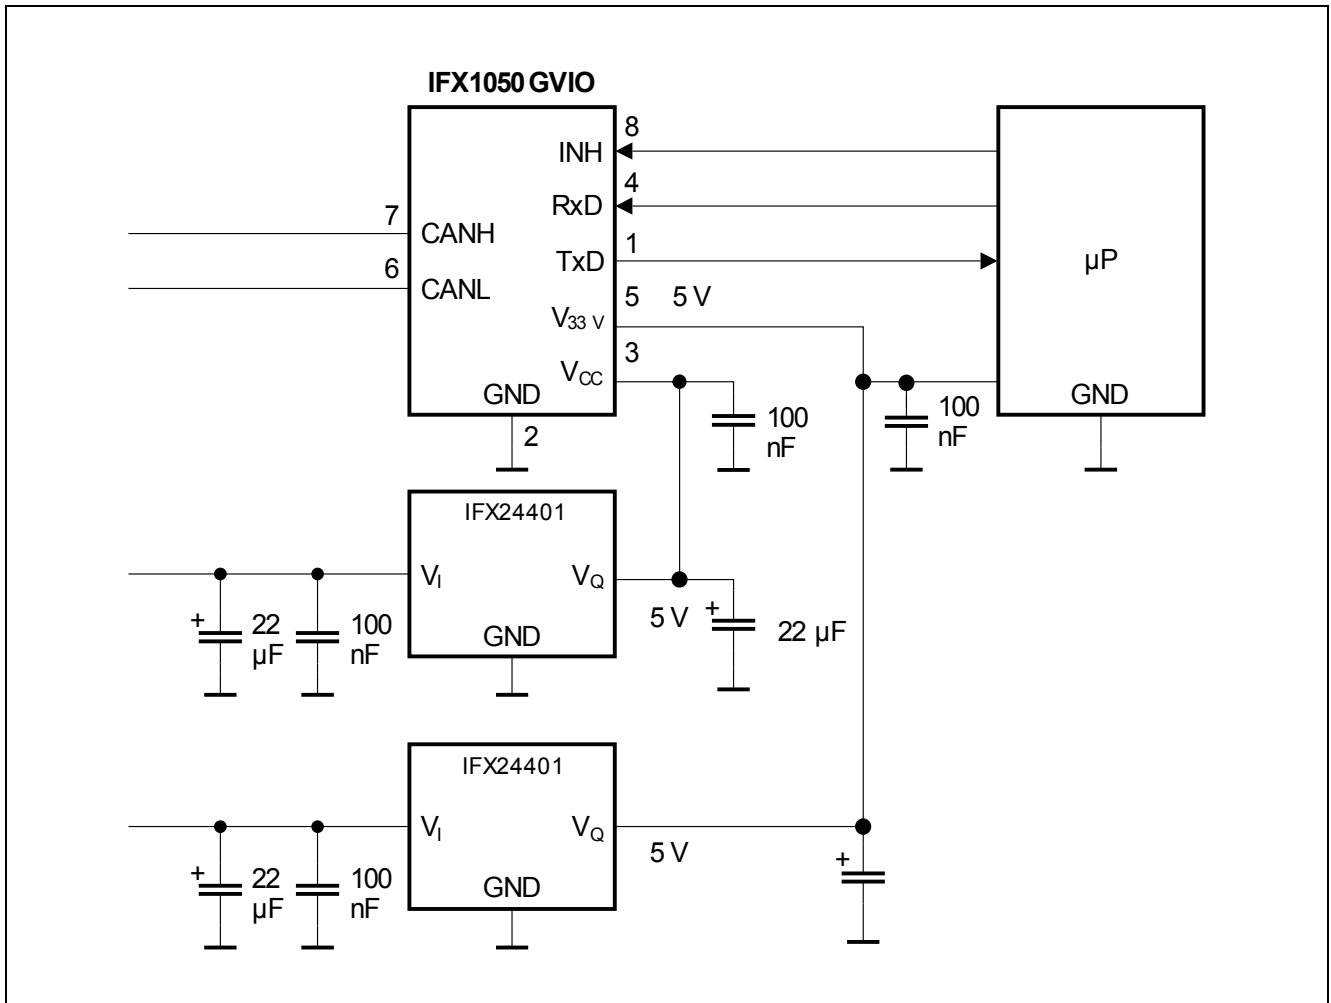 IFX1050 GVIO
8
INH
4
RxD
7
CANH
1
TxD
µP
6
CANL
5 5 V
V33 V
3
VCC
GND
GND
2
100
nF
100
nF
IFX24401
VI
VQ
5 V
+
22 µF
GND
+
22
µF
100
nF
IFX24401
VI
VQ
5 V
+
GND
+
22
µF
100
nF